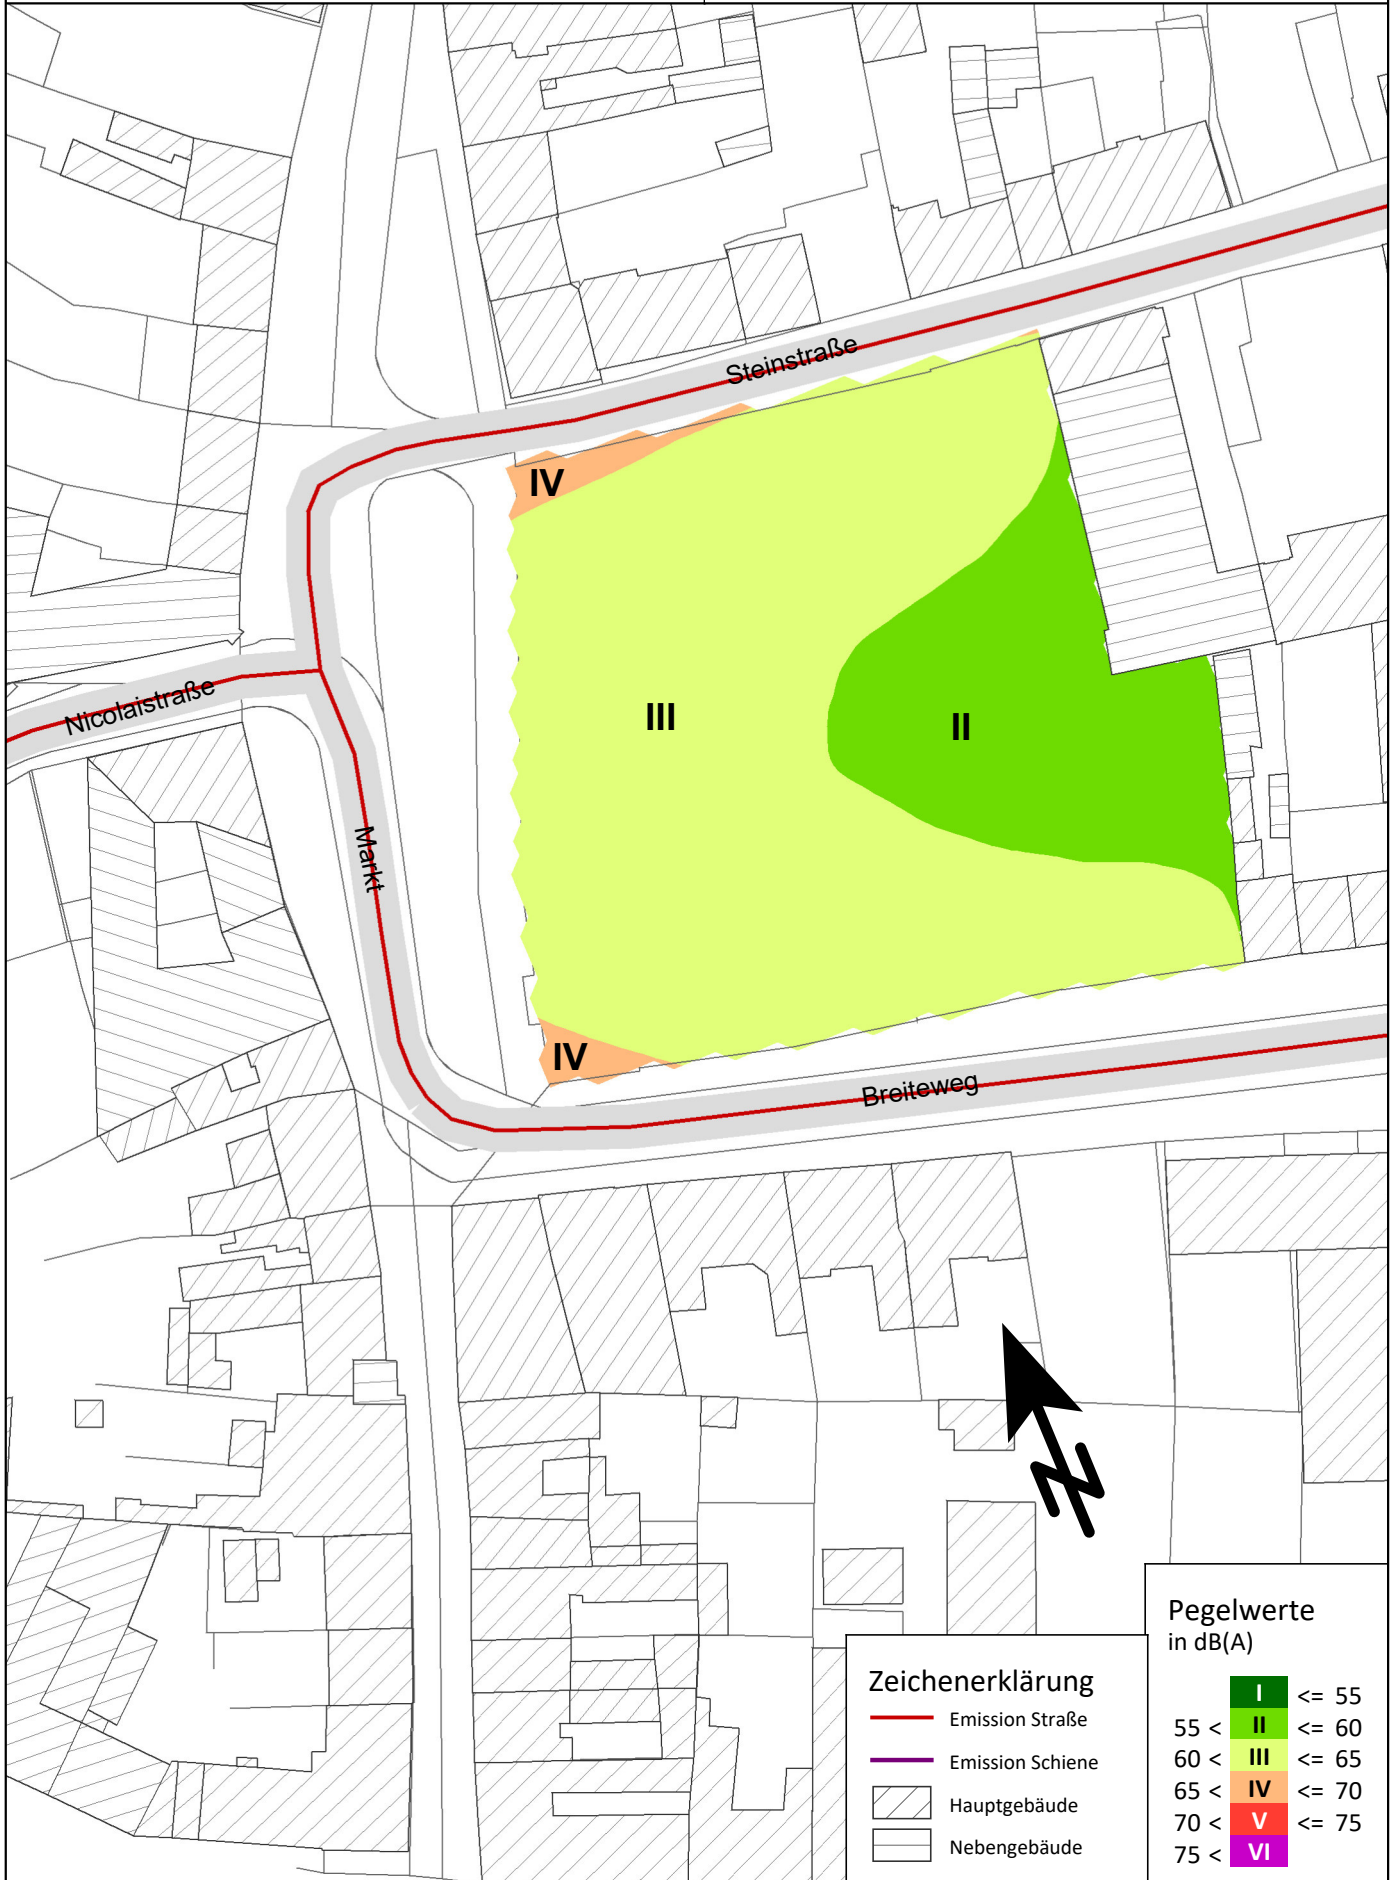 Steinstraße
IV
Nicolaistraße
III
II
Markt
IV
Breiteweg
N
Zeichenerklärung
Emission Straße
Emission Schiene
Hauptgebäude
Nebengebäude
Pegelwerte
in dB(A)
I <= 55
55 < II <= 60
60 < III <= 65
65 < IV <= 70
70 < V <= 75
75 < VI